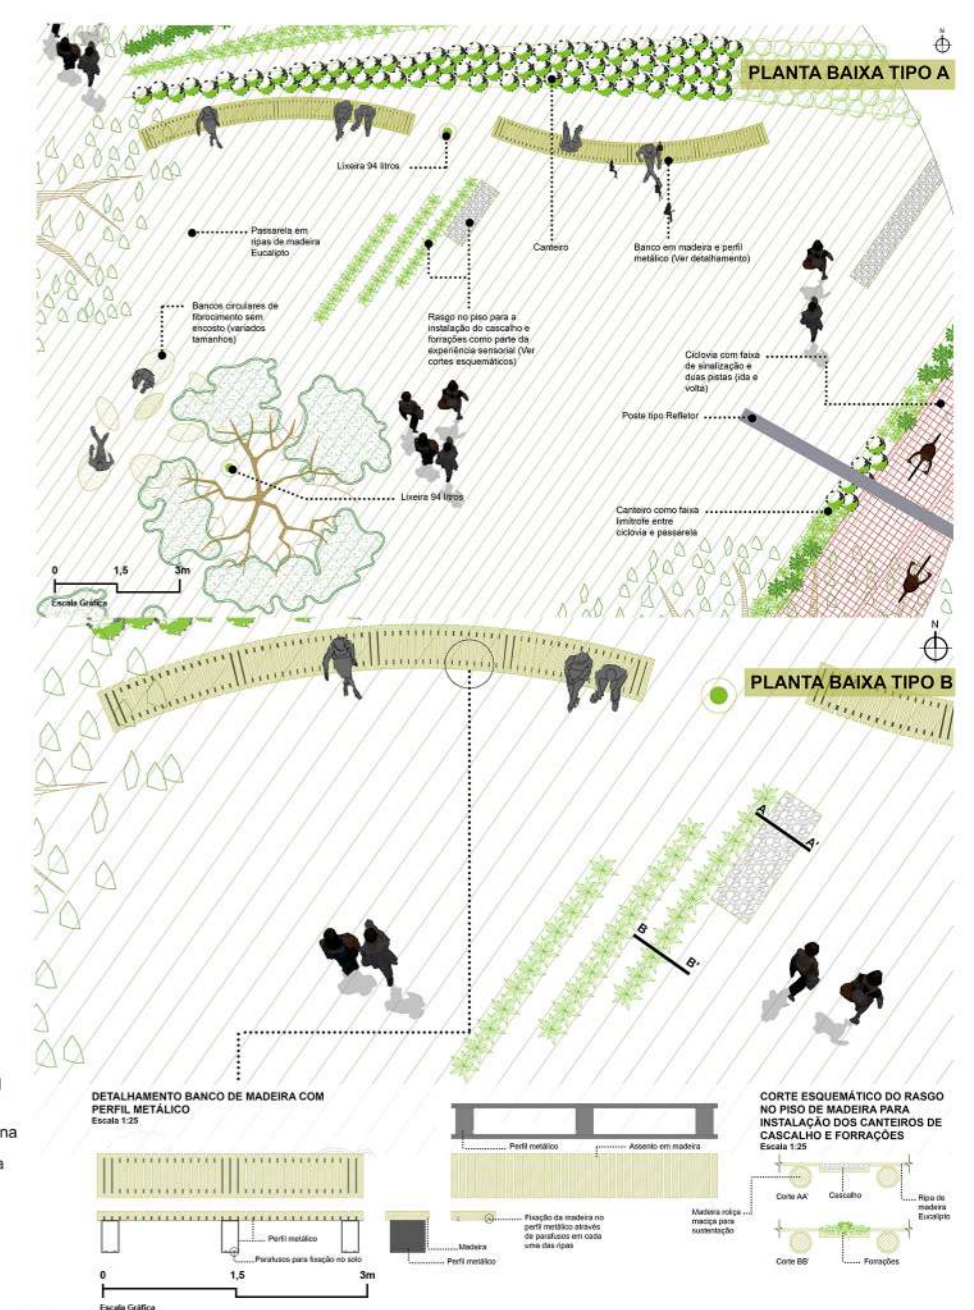 N
PLANTA BAIXA TIPO A
Lixeira 94 litros
Passarela em
ripas de madeira
Eucalipto
Canteiro
Banco em madeira e perfil
metálico (Ver detalhamento)
Bancos circulares de
fibrocimento sem
encosto (variados
tamanhos)
Rasgo no piso para a
instalação do cascalho e
forrações como parte da
experiência sensorial (Ver
cortes esquemáticos)
Ciclovia com faixa
de sinalização e
duas pistas (ida e
volta)
Poste tipo Refletor
Lixeira 94 litros
Canteiro como faixa
limítrofe entre
ciclovia e passarela
0 1,5 3m
Escala Gráfica
N
PLANTA BAIXA TIPO B
A
A'
B
B'
na
a
DETALHAMENTO BANCO DE MADEIRA COM
PERFIL METÁLICO
Escala 1:25
Perfil metálico
Assento em madeira
Perfil metálico
Parafusos para fixação no solo
Madeira
Perfil metálico
Fixação da madeira no
perfil metálico através
de parafusos em cada
uma das ripas
0 1,5 3m
Escala Gráfica
CORTE ESQUEMÁTICO DO RASGO
NO PISO DE MADEIRA PARA
INSTALAÇÃO DOS CANTEIROS DE
CASCALHO E FORRAÇÕES
Escala 1:25
Corte AA'
Cascalho
Ripa de
madeira
Eucalipto
Madeira roliça
maciça para
sustentação
Corte BB'
Forrações